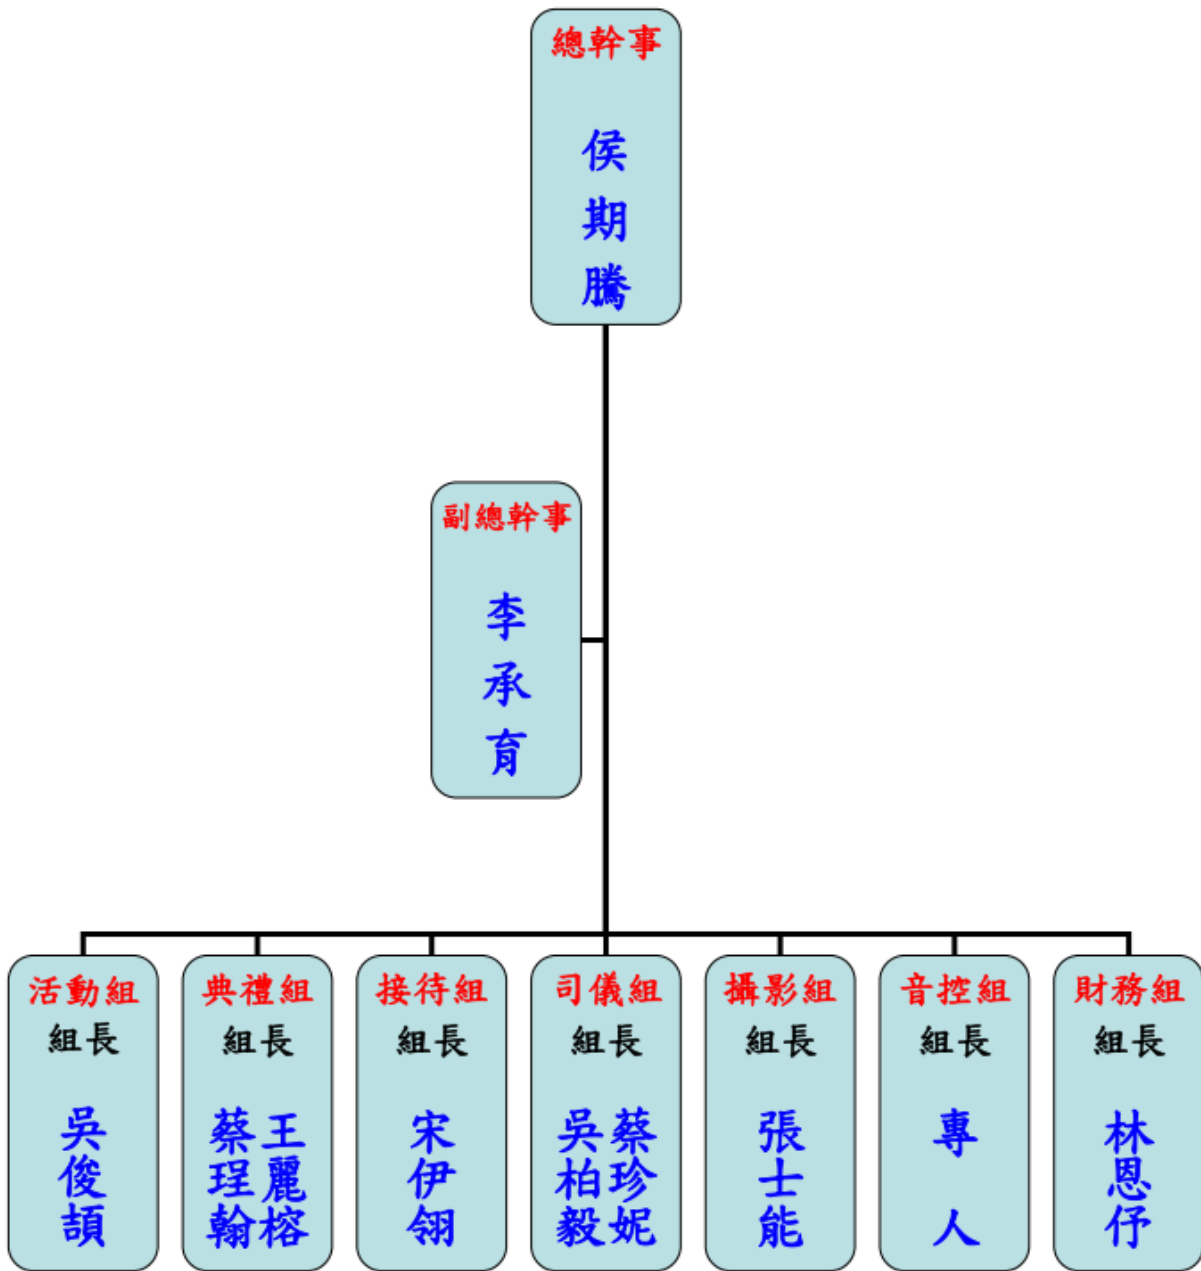 總幹事
侯期騰
副總幹事
李承育
活動組
組長
吳俊頡
典禮組
組長
蔡珵翰
王麗榕
接待組
組長
宋伊翎
司儀組
組長
吳柏毅
蔡珍妮
攝影組
組長
張士能
音控組
組長
專人
財務組
組長
林恩伃